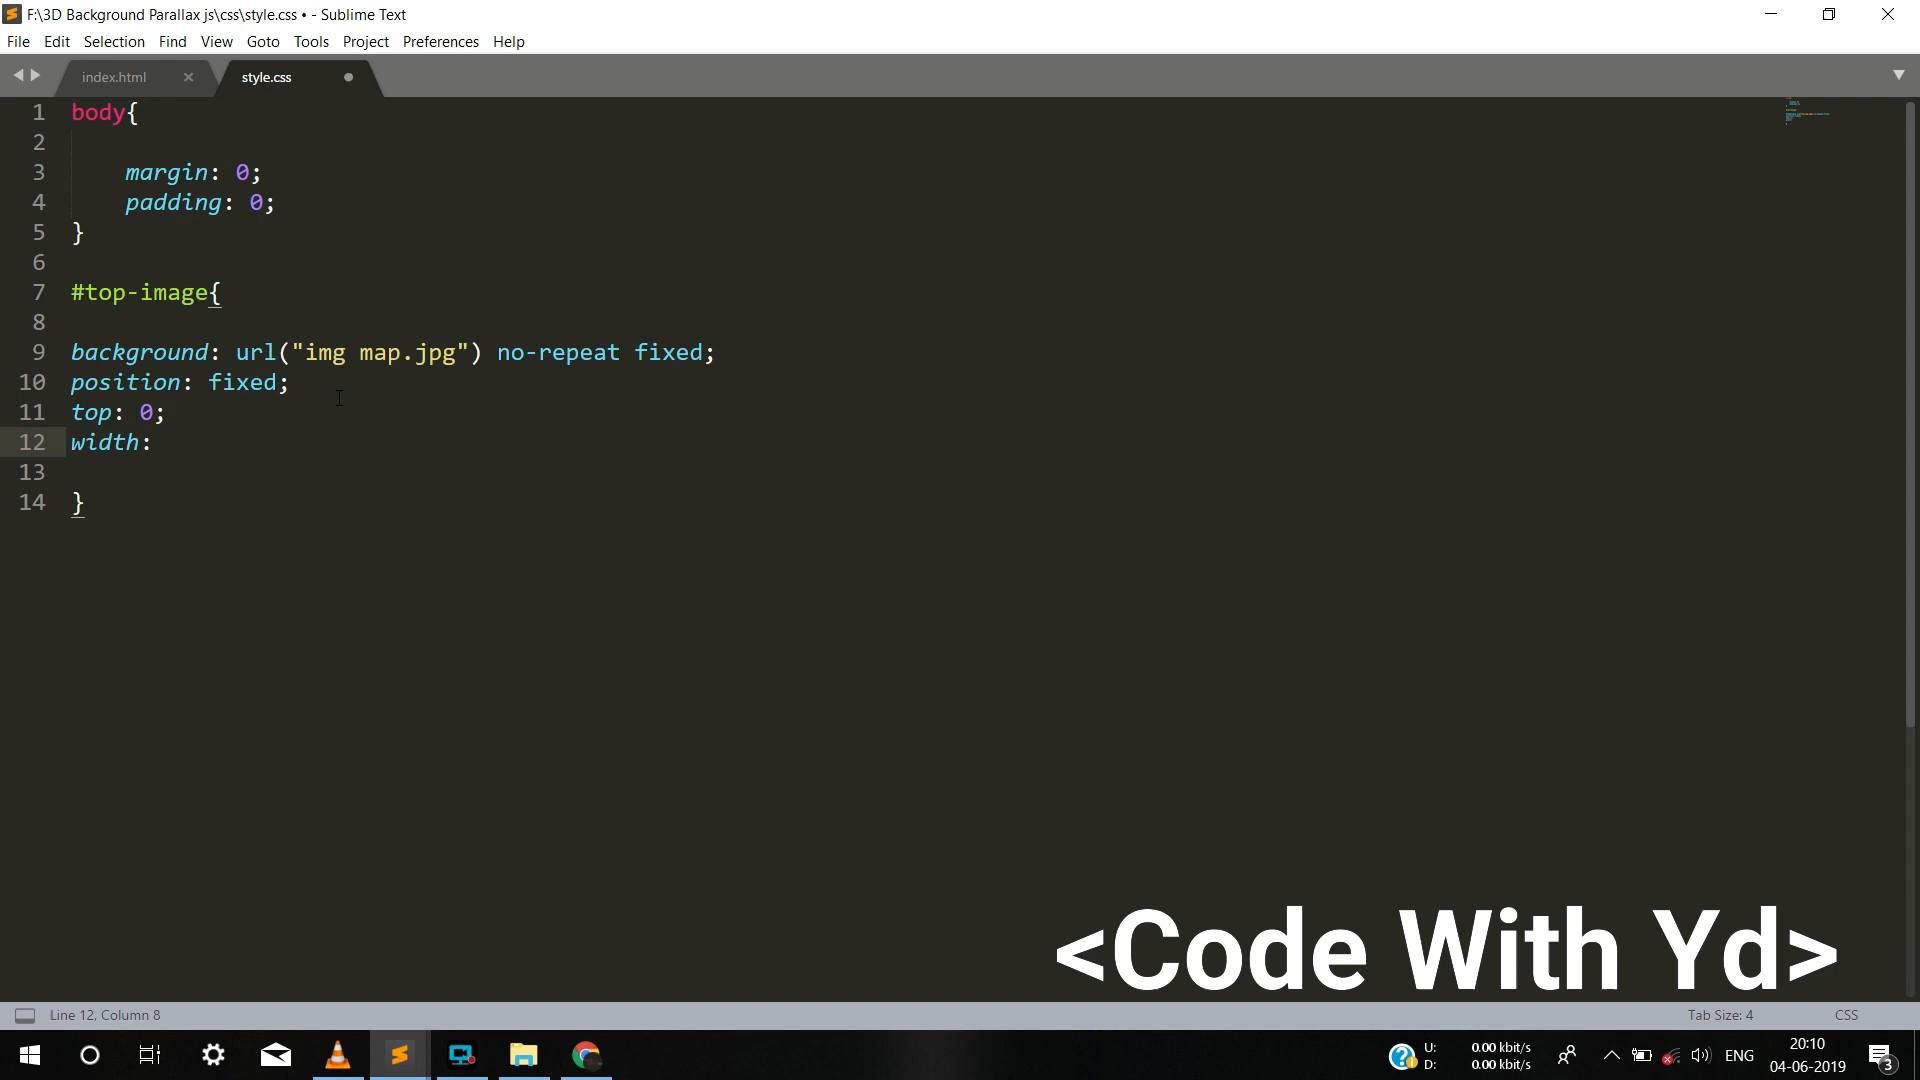 F:\3D Background Parallax js\css\style.css • - Sublime Text
File Edit Selection Find View Goto Tools Project Preferences Help
index.html style.css
1 body{
2
3 margin: 0;
4 padding: 0;
5 }
6
7 #top-image{
8
9 background: url("img map.jpg") no-repeat fixed;
10 position: fixed;
11 top: 0;
12 width:
13
14 }
<Code With Yd>
Line 12, Column 8 Tab Size: 4 CSS
U: 0.00 kbit/s
D: 0.00 kbit/s
ENG
20:10
04-06-2019
3